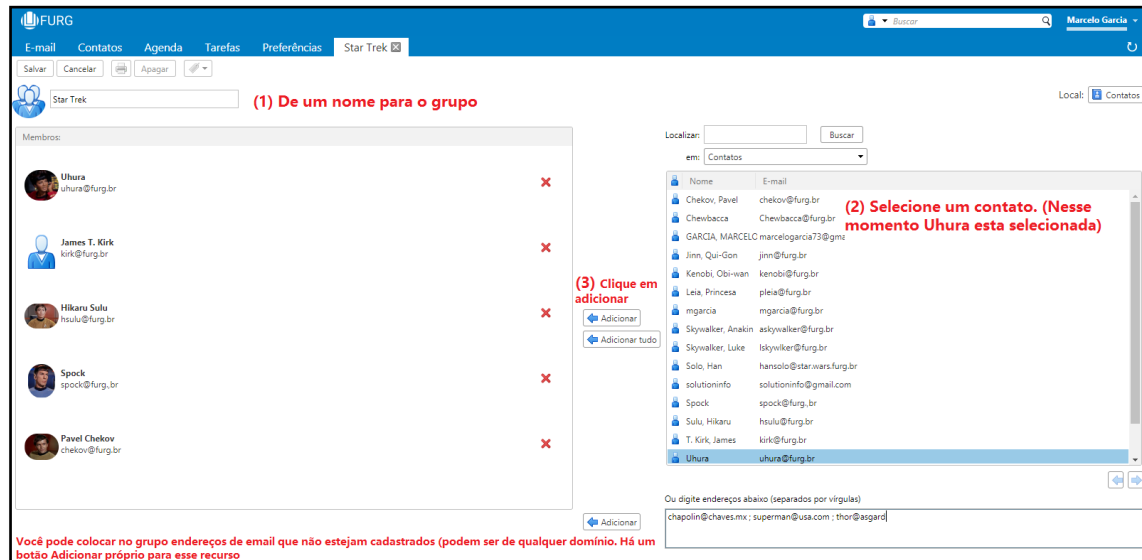 FURG
Buscar
Marcelo Garcia
E-mail Contatos Agenda Tarefas Preferências Star Trek
Salvar Cancelar Apagar
Star Trek
(1) De um nome para o grupo
Local: Contatos
Membros:
Uhura
uhura@furg.br
James T. Kirk
kirk@furg.br
Hikaru Sulu
hsulu@furg.br
Spock
spock@furg.,br
Pavel Chekov
chekov@furg.br
(3) Clique em
adicionar
Adicionar
Adicionar tudo
Localizar: Buscar
em: Contatos
Nome E-mail
Chekov, Pavel chekov@furg.br
Chewbacca Chewbacca@furg.br
GARCIA, MARCELO marcelogarcia73@gma
Jinn, Qui-Gon jinn@furg.br
Kenobi, Obi-wan kenobi@furg.br
Leia, Princesa pleia@furg.br
mgarcia mgarcia@furg.br
Skywalker, Anakin askywalker@furg.br
Skywalker, Luke lskywlker@furg.br
Solo, Han hansolo@star.wars.furg.br
solutioninfo solutioninfo@gmail.com
Spock spock@furg.,br
Sulu, Hikaru hsulu@furg.br
T. Kirk, James kirk@furg.br
Uhura uhura@furg.br
(2) Selecione um contato. (Nesse
momento Uhura esta selecionada)
Ou digite endereços abaixo (separados por vírgulas)
Adicionar
chapolin@chaves.mx ; superman@usa.com ; thor@asgard
Você pode colocar no grupo endereços de email que não estejam cadastrados (podem ser de qualquer domínio. Há um
botão Adicionar próprio para esse recurso